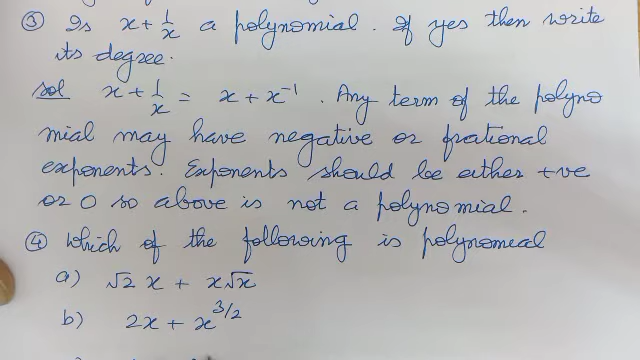 ③ Is x + 1/x a polynomial. If yes then write
its degree.
Sol x + 1/x = x + x⁻¹. Any term of the polyno
mial may have negative or frational
exponents. Exponents should be either +ve
or 0 so above is not a polynomial.
④ Which of the following is polynomeal
a) √2 x + x√x
b) 2x + x^3/2